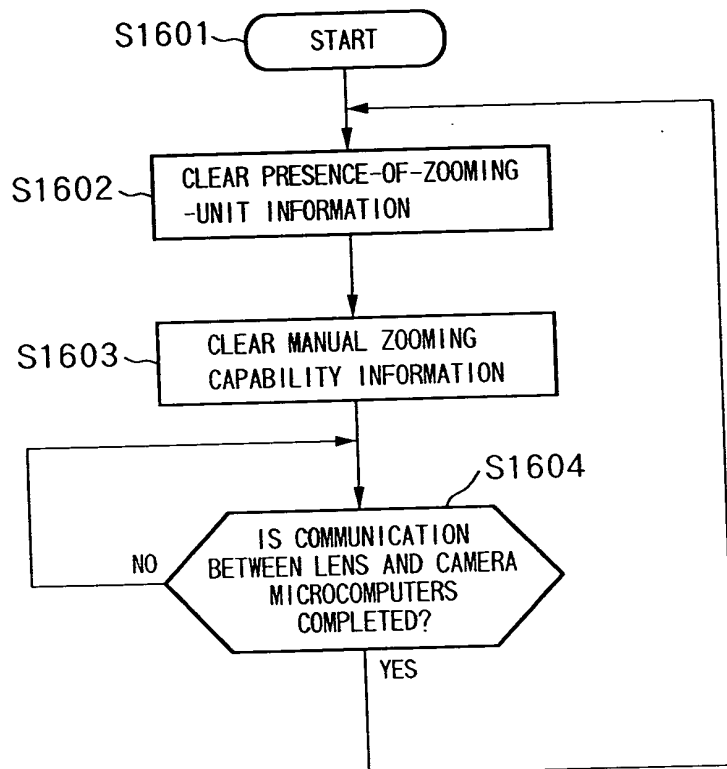 S1601
START
S1602
CLEAR PRESENCE-OF-ZOOMING
-UNIT INFORMATION
S1603
CLEAR MANUAL ZOOMING
CAPABILITY INFORMATION
S1604
IS COMMUNICATION
BETWEEN LENS AND CAMERA
MICROCOMPUTERS
COMPLETED?
NO
YES